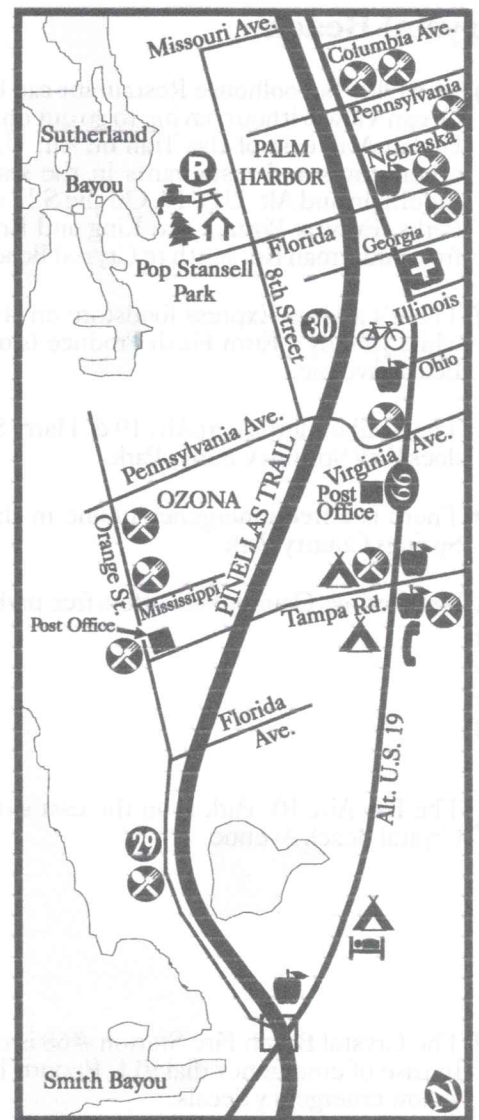 Missouri Ave.
Columbia Ave.
Pennsylvania
Sutherland
Bayou
R
PALM
HARBOR
Nebraska
Florida
Georgia
Pop Stansell
Park
8th Street
30
Illinois
Ohio
Pennsylvania Ave.
Virginia Ave.
OZONA
PINELLAS TRAIL
Post
Office
66
Orange St.
Mississippi
Tampa Rd.
Post Office
Florida
Ave.
Alt. U.S. 19
29
Smith Bayou
N